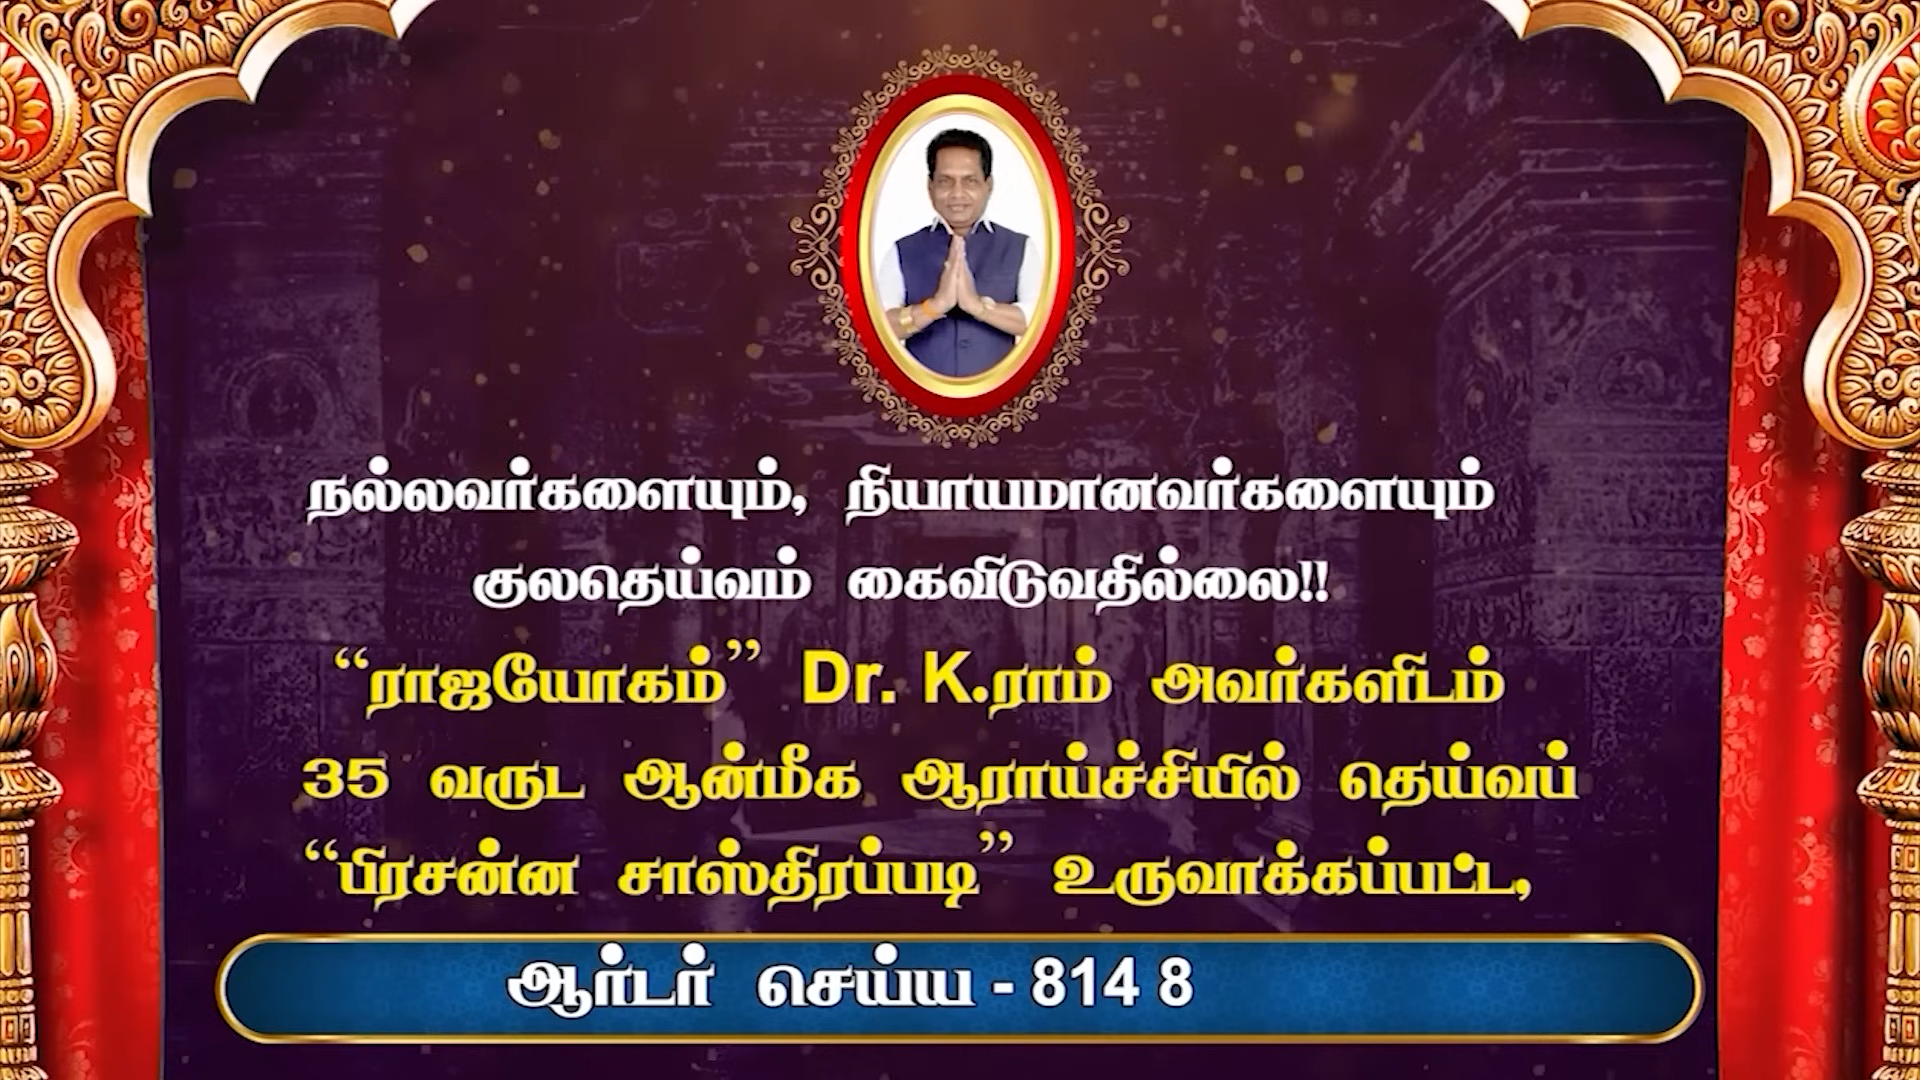 நல்லவர்களையும், நியாயமானவர்களையும்
குலதெய்வம் கைவிடுவதில்லை!!
“ராஜயோகம்” Dr. K.ராம் அவர்களிடம்
35 வருட ஆன்மீக ஆராய்ச்சியில் தெய்வப்
“பிரசன்ன சாஸ்திரப்படி” உருவாக்கப்பட்ட,
ஆர்டர் செய்ய - 814 8